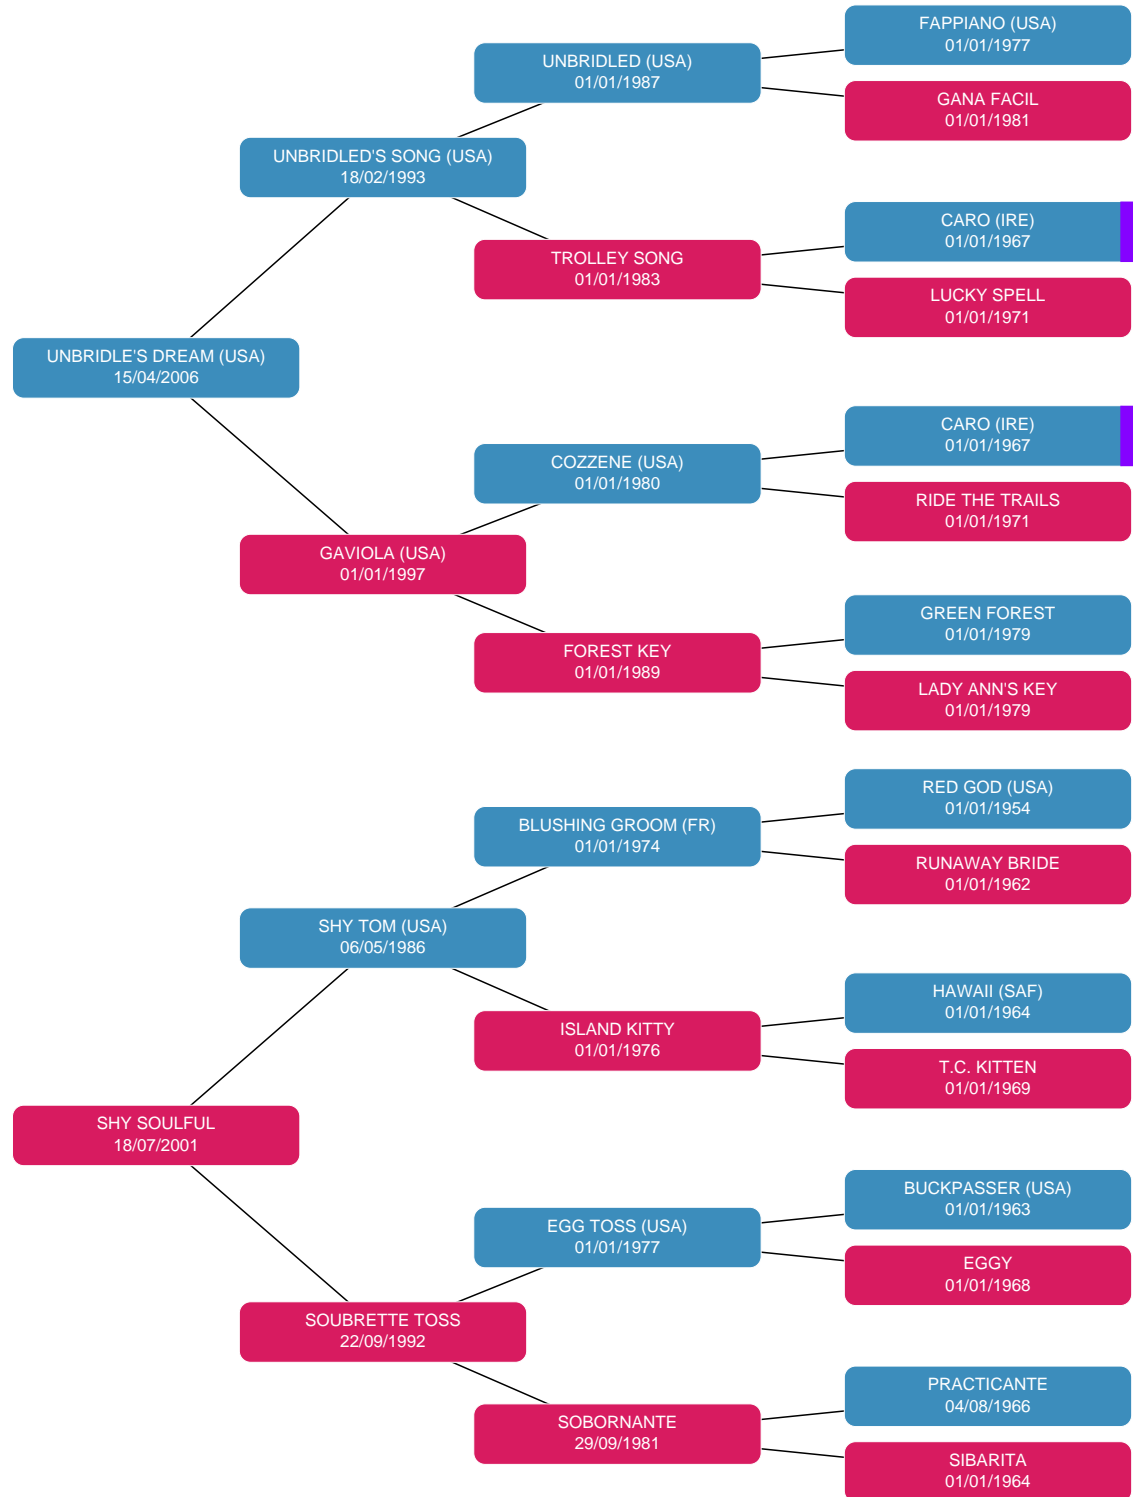 FAPPIANO (USA)
01/01/1977
UNBRIDLED (USA)
01/01/1987
GANA FACIL
01/01/1981
UNBRIDLED'S SONG (USA)
18/02/1993
CARO (IRE)
01/01/1967
TROLLEY SONG
01/01/1983
LUCKY SPELL
01/01/1971
UNBRIDLE'S DREAM (USA)
15/04/2006
CARO (IRE)
01/01/1967
COZZENE (USA)
01/01/1980
RIDE THE TRAILS
01/01/1971
GAVIOLA (USA)
01/01/1997
GREEN FOREST
01/01/1979
FOREST KEY
01/01/1989
LADY ANN'S KEY
01/01/1979
RED GOD (USA)
01/01/1954
BLUSHING GROOM (FR)
01/01/1974
RUNAWAY BRIDE
01/01/1962
SHY TOM (USA)
06/05/1986
HAWAII (SAF)
01/01/1964
ISLAND KITTY
01/01/1976
T.C. KITTEN
01/01/1969
SHY SOULFUL
18/07/2001
BUCKPASSER (USA)
01/01/1963
EGG TOSS (USA)
01/01/1977
EGGY
01/01/1968
SOUBRETTE TOSS
22/09/1992
PRACTICANTE
04/08/1966
SOBORNANTE
29/09/1981
SIBARITA
01/01/1964